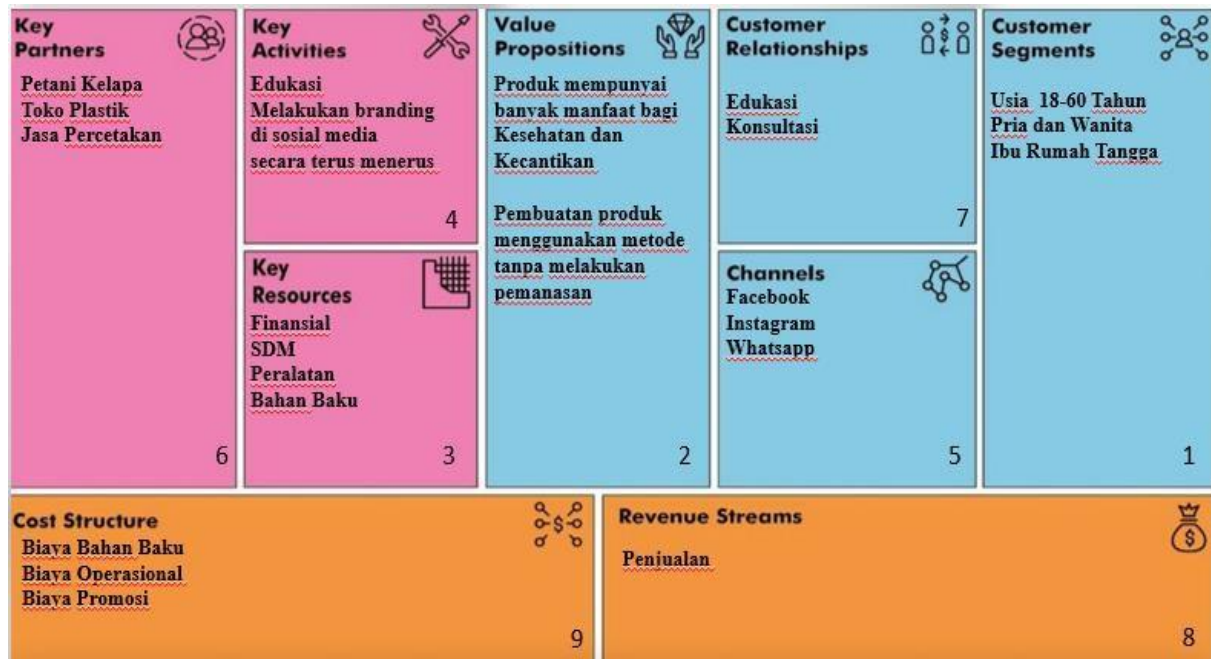 Key
Partners
Petani Kelapa
Toko Plastik
Jasa Percetakan
6
Key
Activities
Edukasi
Melakukan branding
di sosial media
secara terus menerus
4
Key
Resources
Finansial
SDM
Peralatan
Bahan Baku
3
Value
Propositions
Produk mempunyai
banyak manfaat bagi
Kesehatan dan
Kecantikan
Pembuatan produk
menggunakan metode
tanpa melakukan
pemanasan
2
Customer
Relationships
Edukasi
Konsultasi
7
Channels
Facebook
Instagram
Whatsapp
5
Customer
Segments
Usia 18-60 Tahun
Pria dan Wanita
Ibu Rumah Tangga
1
Cost Structure
Biaya Bahan Baku
Biaya Operasional
Biaya Promosi
9
Revenue Streams
Penjualan
8